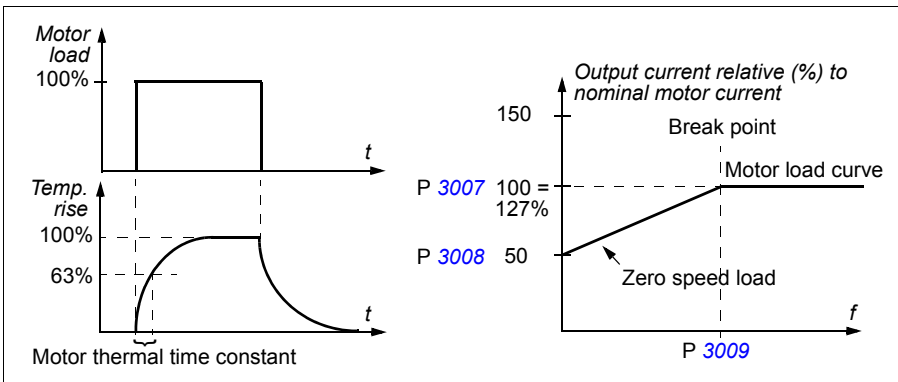 Motor
load
100%
t
Temp.
rise
100%
63%
t
Motor thermal time constant
Output current relative (%) to
nominal motor current
150
Break point
Motor load curve
P 3007 100 =
127%
P 3008 50
Zero speed load
f
P 3009